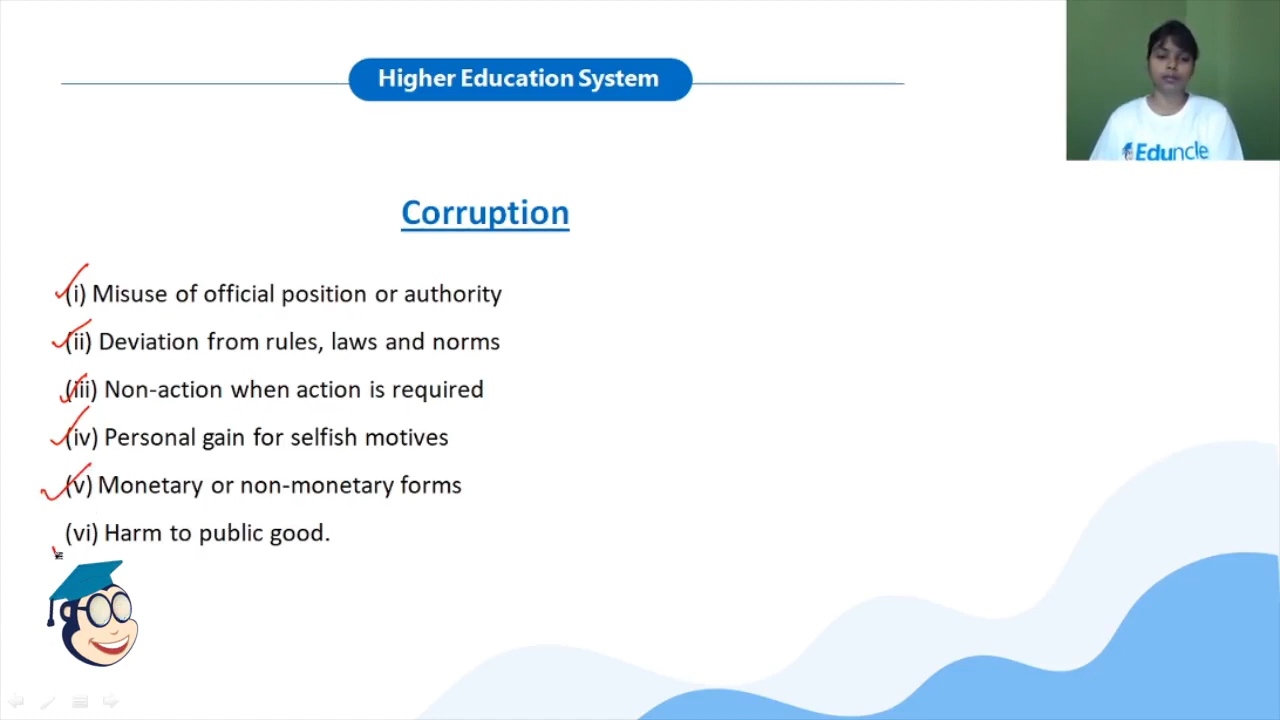 Higher Education System
Eduncle
Corruption
(i) Misuse of official position or authority
(ii) Deviation from rules, laws and norms
(iii) Non-action when action is required
(iv) Personal gain for selfish motives
(v) Monetary or non-monetary forms
(vi) Harm to public good.